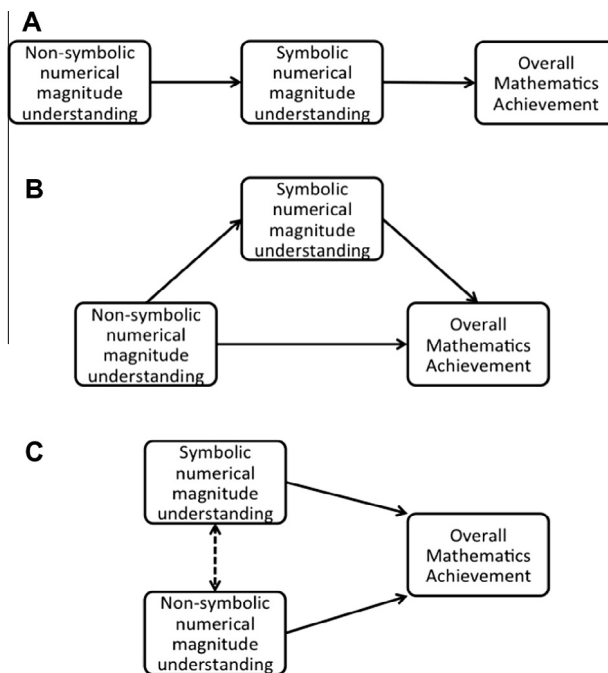 A
Non-symbolic
numerical
magnitude
understanding
Symbolic
numerical
magnitude
understanding
Overall
Mathematics
Achievement
B
Symbolic
numerical
magnitude
understanding
Non-symbolic
numerical
magnitude
understanding
Overall
Mathematics
Achievement
C
Symbolic
numerical
magnitude
understanding
Overall
Mathematics
Achievement
Non-symbolic
numerical
magnitude
understanding